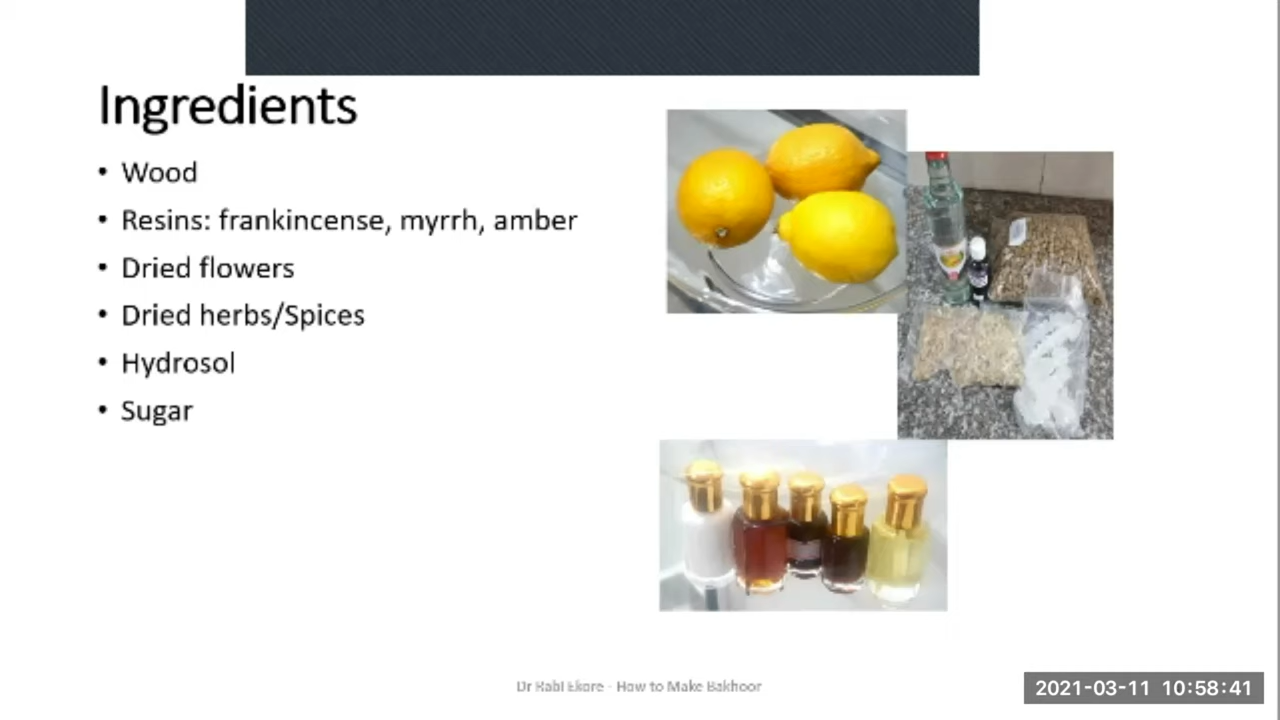 Ingredients
• Wood
• Resins: frankincense, myrrh, amber
• Dried flowers
• Dried herbs/Spices
• Hydrosol
• Sugar
Dr Rabi Ekore - How to Make Bakhoor
2021-03-11 10:58:41